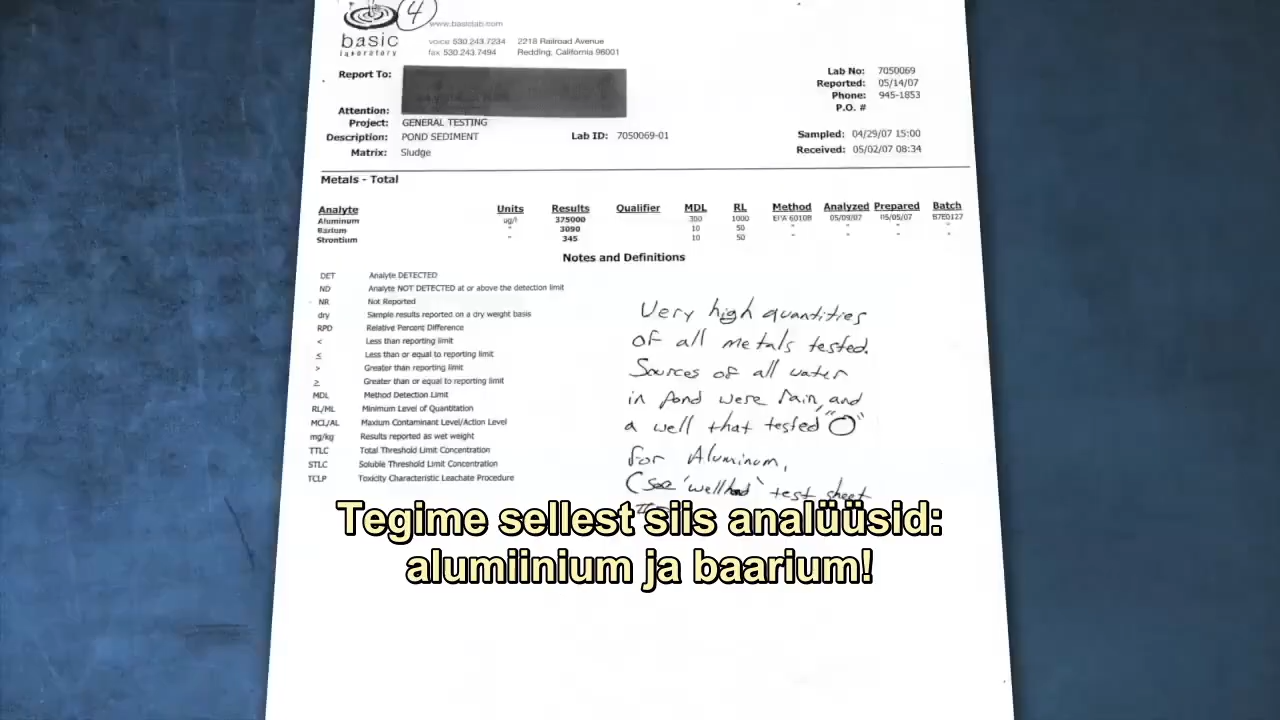 4
www.basiclab.com
basic
laboratory
voice 530.243.7234 2218 Railroad Avenue
fax 530.243.7494 Redding, California 96001
Report To:
Attention:
Project: GENERAL TESTING
Description: POND SEDIMENT
Matrix: Sludge
Lab ID: 7050069-01
Lab No: 7050069
Reported: 05/14/07
Phone: 945-1853
P.O. #
Sampled: 04/29/07 15:00
Received: 05/02/07 08:34
Metals - Total
Analyte Units Results Qualifier MDL RL Method Analyzed Prepared Batch
Aluminum ug/l 375000 300 1000 EPA 6010B 05/09/07 05/05/07 B7E0127
Barium " 3090 10 50 " " " "
Strontium " 345 10 50 " " " "
Notes and Definitions
DET Analyte DETECTED
ND Analyte NOT DETECTED at or above the detection limit
NR Not Reported
dry Sample results reported on a dry weight basis
RPD Relative Percent Difference
< Less than reporting limit
≤ Less than or equal to reporting limit
> Greater than reporting limit
≥ Greater than or equal to reporting limit
MDL Method Detection Limit
RL/ML Minimum Level of Quantitation
MCL/AL Maxium Contaminant Level/Action Level
mg/kg Results reported as wet weight
TTLC Total Threshold Limit Concentration
STLC Soluble Threshold Limit Concentration
TCLP Toxicity Characteristic Leachate Procedure
Very high quantities
of all metals tested.
Sources of all water
in pond were rain, and
a well that tested "O"
for Aluminum,
(see 'wellhead' test sheet
Tegime sellest siis analüüsid:
alumiinium ja baarium!